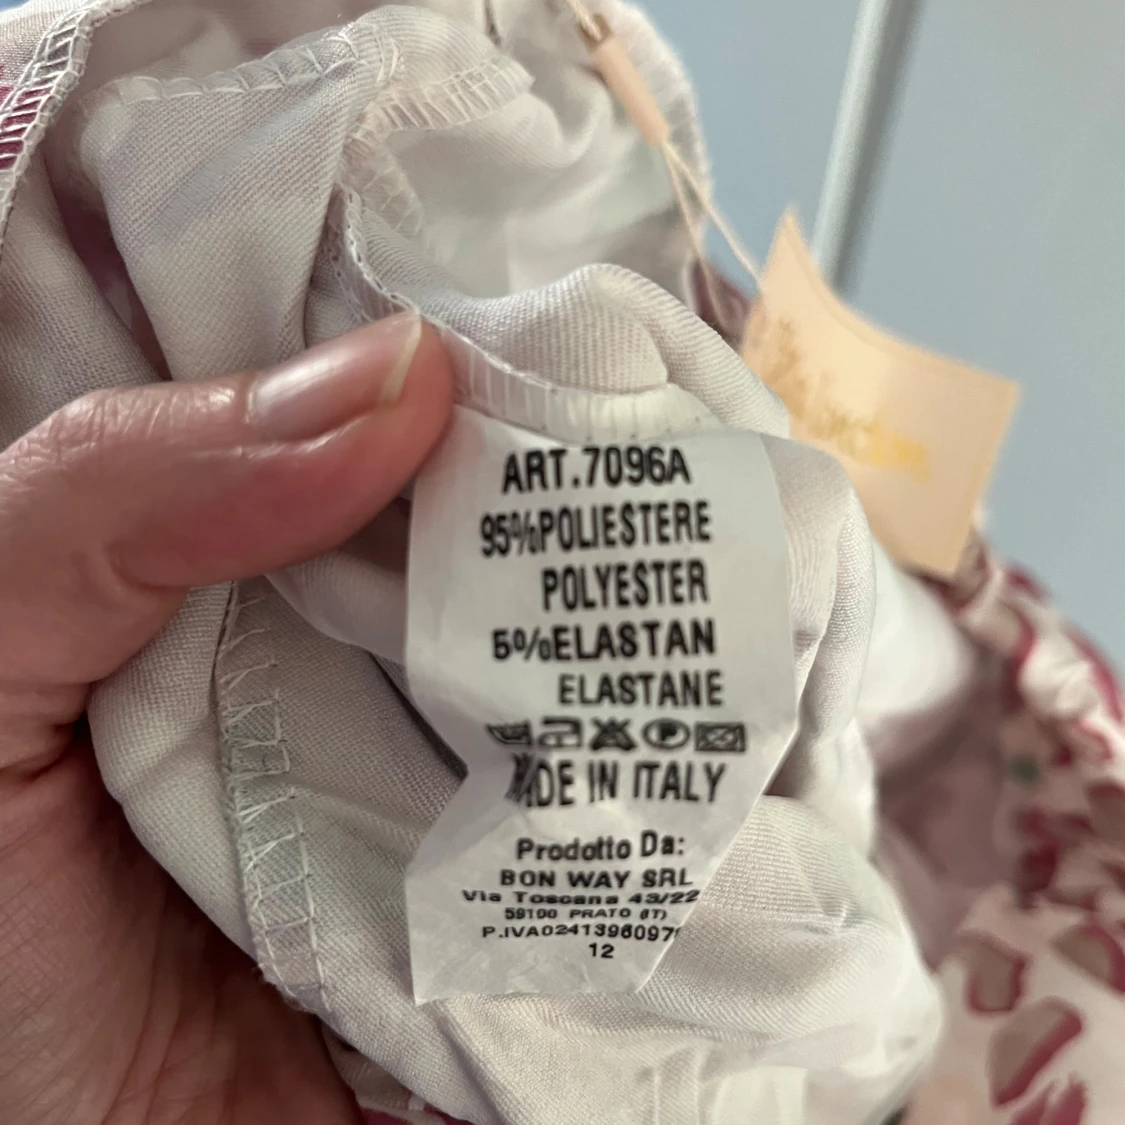 ART.7096A
95%POLIESTERE
POLYESTER
5%ELASTAN
ELASTANE
MADE IN ITALY
Prodotto Da:
BON WAY SRL
Via Toscana 43/22
59100 PRATO (IT)
12